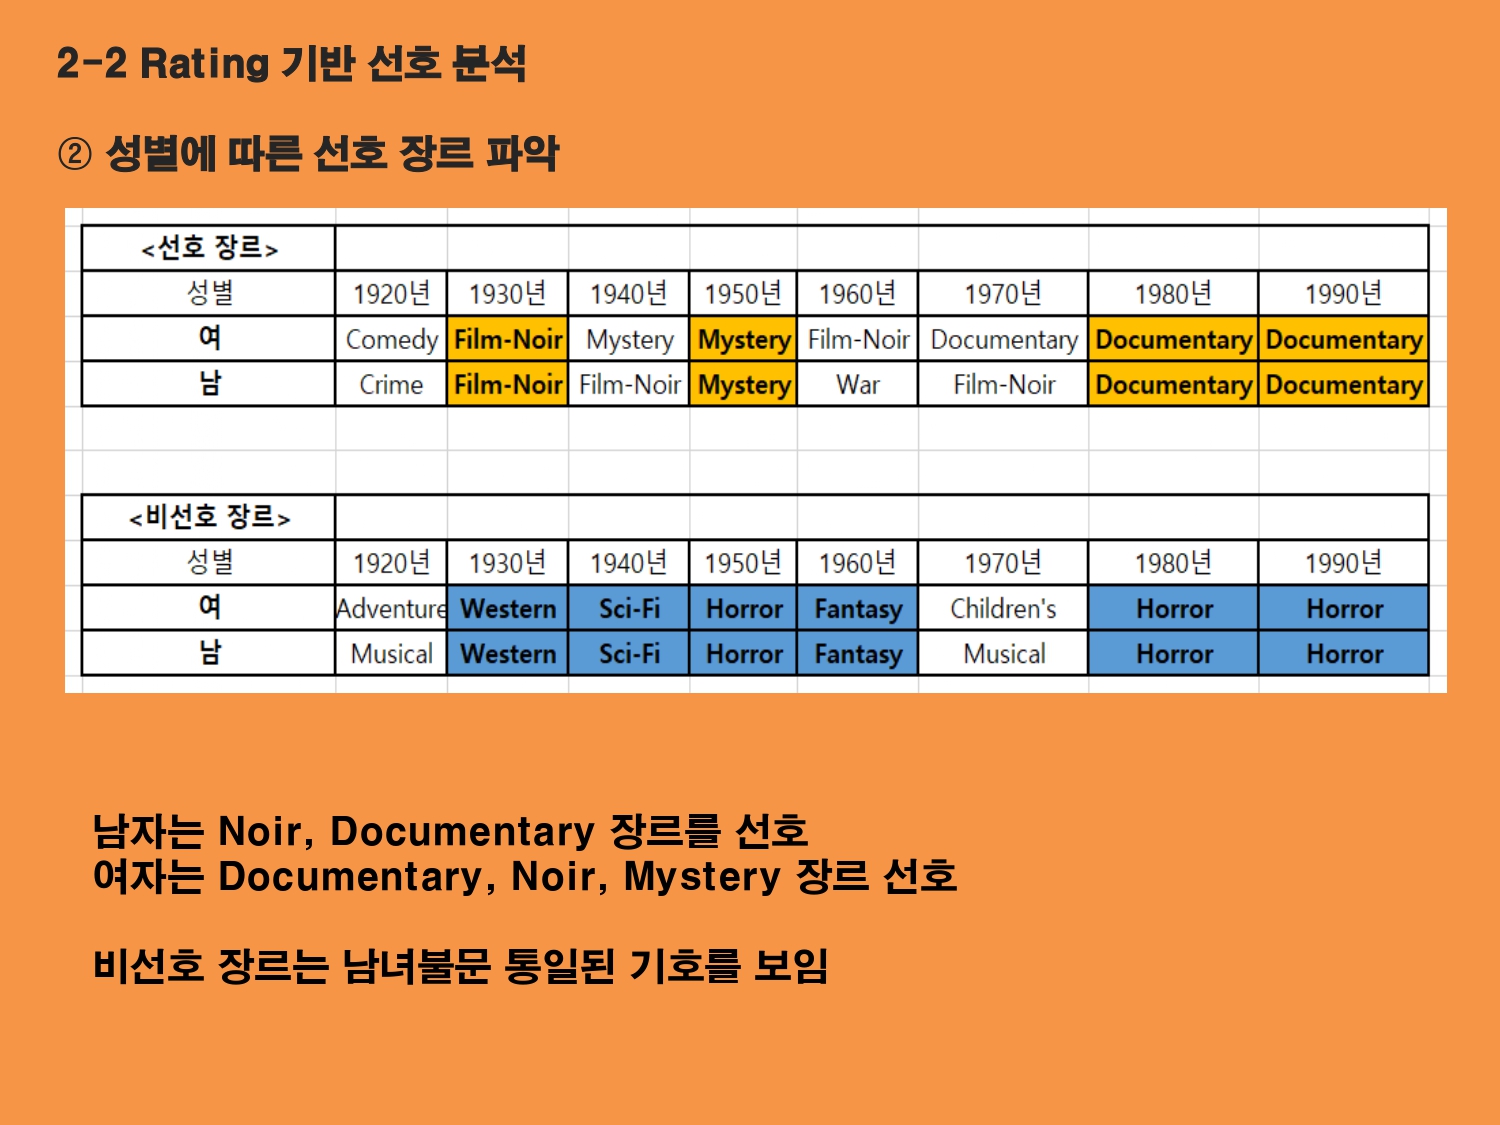 2-2 Rating 기반 선호 분석
② 성별에 따른 선호 장르 파악
<선호 장르>
성별 1920년 1930년 1940년 1950년 1960년 1970년 1980년 1990년
여 Comedy Film-Noir Mystery Mystery Film-Noir Documentary Documentary Documentary
남 Crime Film-Noir Film-Noir Mystery War Film-Noir Documentary Documentary
<비선호 장르>
성별 1920년 1930년 1940년 1950년 1960년 1970년 1980년 1990년
여 Adventure Western Sci-Fi Horror Fantasy Children's Horror Horror
남 Musical Western Sci-Fi Horror Fantasy Musical Horror Horror
남자는 Noir, Documentary 장르를 선호
여자는 Documentary, Noir, Mystery 장르 선호
비선호 장르는 남녀불문 통일된 기호를 보임